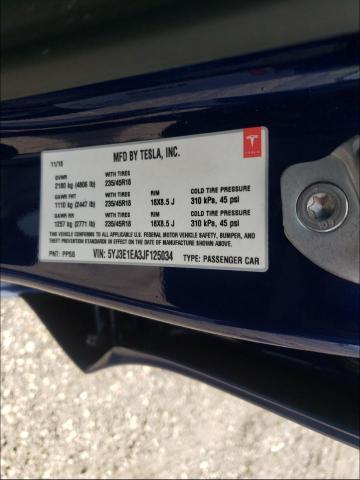 MFD BY TESLA, INC.
TESLA
11/18
GVWR WITH TIRES
2180 kg (4806 lb) 235/45R18
GAWR FRT WITH TIRES RIM COLD TIRE PRESSURE
1110 kg (2447 lb) 235/45R18 18X8.5 J 310 kPa, 45 psi
GAWR RR WITH TIRES RIM COLD TIRE PRESSURE
1257 kg (2771 lb) 235/45R18 18X8.5 J 310 kPa, 45 psi
THIS VEHICLE CONFORMS TO ALL APPLICABLE U.S. FEDERAL MOTOR VEHICLE SAFETY, BUMPER, AND
THEFT PREVENTION STANDARDS IN EFFECT ON THE DATE OF MANUFACTURE SHOWN ABOVE.
PNT: PPSB VIN: 5YJ3E1EA3JF125034 TYPE: PASSENGER CAR